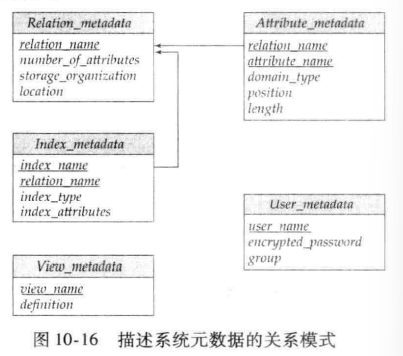 Relation_metadata
relation_name
number_of_attributes
storage_organization
location
Attribute_metadata
relation_name
attribute_name
domain_type
position
length
Index_metadata
index_name
relation_name
index_type
index_attributes
User_metadata
user_name
encrypted_password
group
View_metadata
view_name
definition
图 10-16 描述系统元数据的关系模式